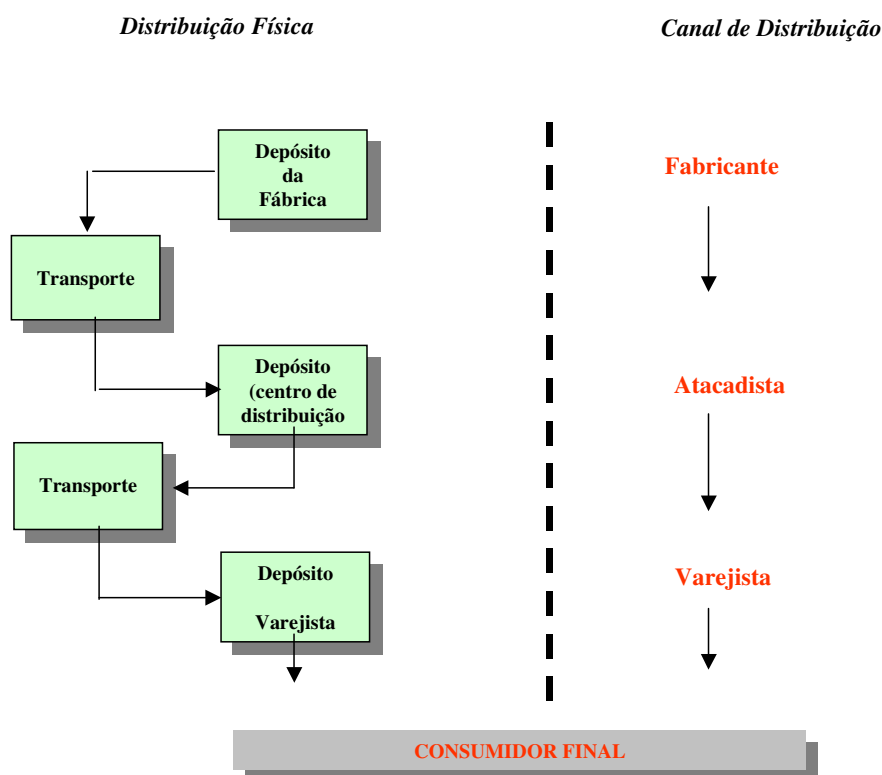 Distribuição Física
Canal de Distribuição
Depósito
da
Fábrica
Fabricante
Transporte
Depósito
(centro de
distribuição
Atacadista
Transporte
Depósito
Varejista
Varejista
CONSUMIDOR FINAL